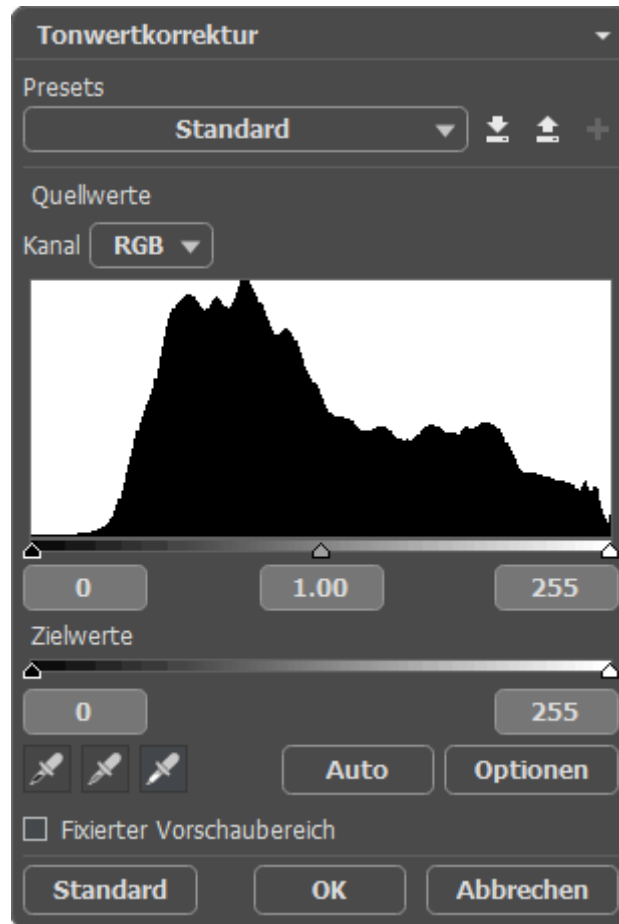 Tonwertkorrektur
Presets
Standard
Quellwerte
Kanal RGB
0 1.00 255
Zielwerte
0 255
Auto Optionen
Fixierter Vorschaubereich
Standard OK Abbrechen